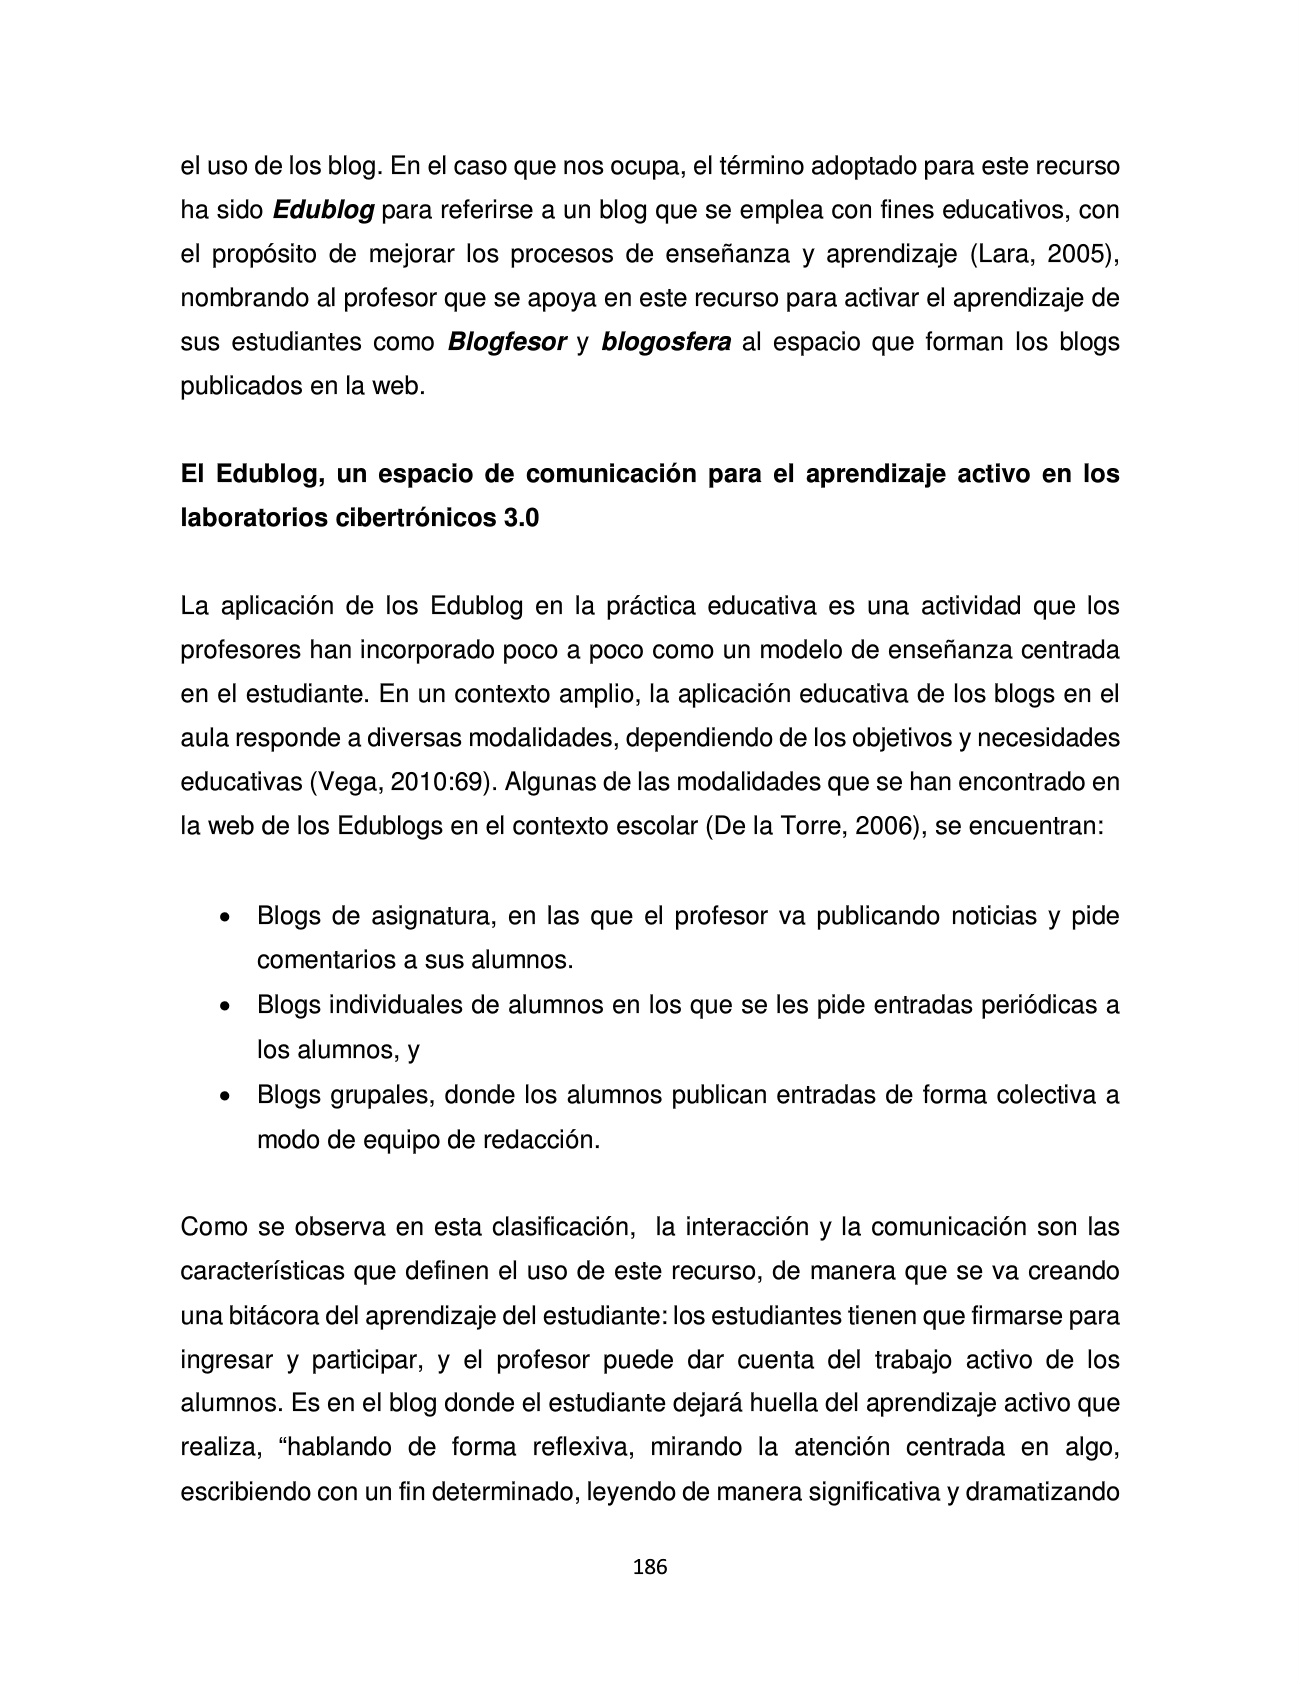 el uso de los blog. En el caso que nos ocupa, el término adoptado para este recurso
ha sido Edublog para referirse a un blog que se emplea con fines educativos, con
el propósito de mejorar los procesos de enseñanza y aprendizaje (Lara, 2005),
nombrando al profesor que se apoya en este recurso para activar el aprendizaje de
sus estudiantes como Blogfesor y blogosfera al espacio que forman los blogs
publicados en la web.
El Edublog, un espacio de comunicación para el aprendizaje activo en los
laboratorios cibertrónicos 3.0
La aplicación de los Edublog en la práctica educativa es una actividad que los
profesores han incorporado poco a poco como un modelo de enseñanza centrada
en el estudiante. En un contexto amplio, la aplicación educativa de los blogs en el
aula responde a diversas modalidades, dependiendo de los objetivos y necesidades
educativas (Vega, 2010:69). Algunas de las modalidades que se han encontrado en
la web de los Edublogs en el contexto escolar (De la Torre, 2006), se encuentran:
• Blogs de asignatura, en las que el profesor va publicando noticias y pide
comentarios a sus alumnos.
• Blogs individuales de alumnos en los que se les pide entradas periódicas a
los alumnos, y
• Blogs grupales, donde los alumnos publican entradas de forma colectiva a
modo de equipo de redacción.
Como se observa en esta clasificación, la interacción y la comunicación son las
características que definen el uso de este recurso, de manera que se va creando
una bitácora del aprendizaje del estudiante: los estudiantes tienen que firmarse para
ingresar y participar, y el profesor puede dar cuenta del trabajo activo de los
alumnos. Es en el blog donde el estudiante dejará huella del aprendizaje activo que
realiza, “hablando de forma reflexiva, mirando la atención centrada en algo,
escribiendo con un fin determinado, leyendo de manera significativa y dramatizando
186